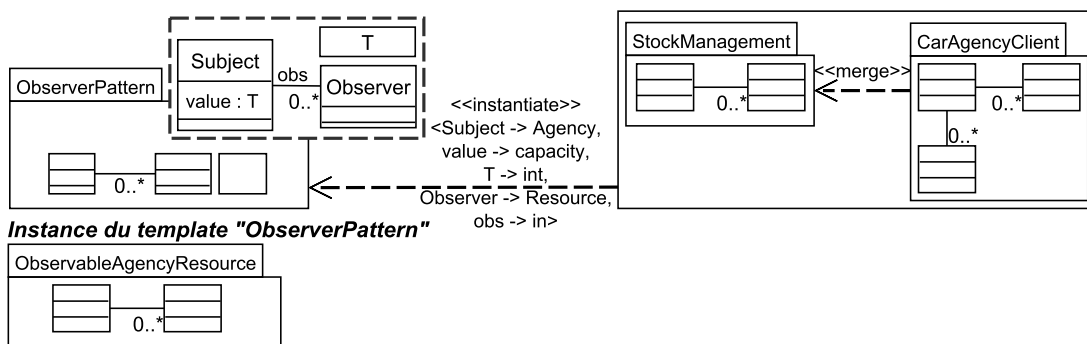 ObserverPattern
Subject
value : T
obs
0..*
T
Observer
0..*
<<instantiate>>
<Subject -> Agency,
value -> capacity,
T -> int,
Observer -> Resource,
obs -> in>
StockManagement
0..*
<<merge>>
CarAgencyClient
0..*
0..*
Instance du template "ObserverPattern"
ObservableAgencyResource
0..*